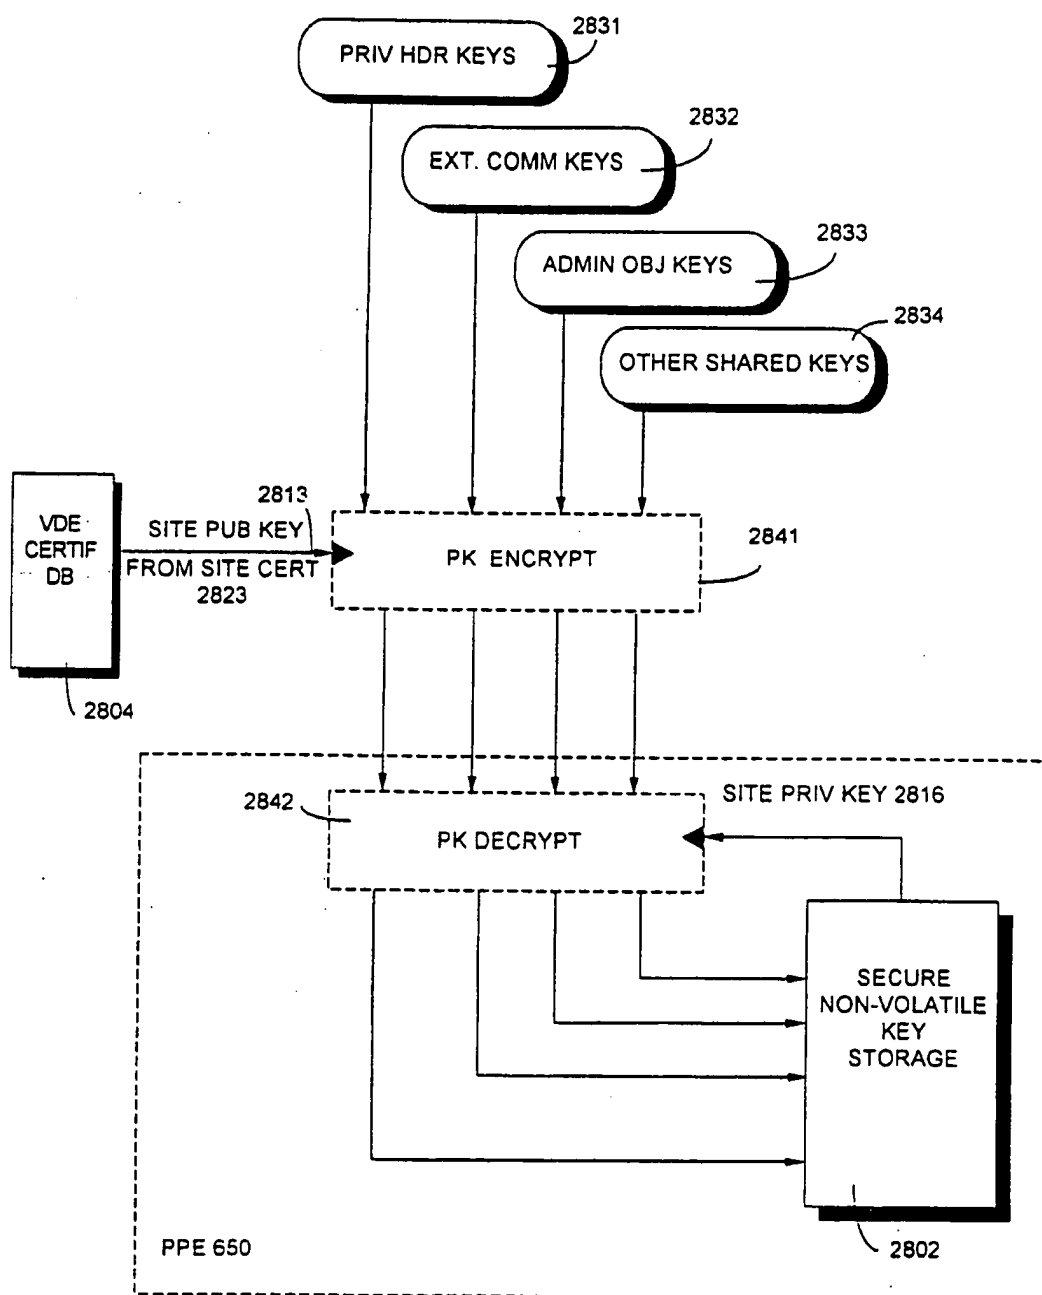 2831
PRIV HDR KEYS
2832
EXT. COMM KEYS
2833
ADMIN OBJ KEYS
2834
OTHER SHARED KEYS
VDE
CERTIF
DB
2813
SITE PUB KEY
FROM SITE CERT
2823
PK ENCRYPT
2841
2804
SITE PRIV KEY 2816
2842
PK DECRYPT
SECURE
NON-VOLATILE
KEY
STORAGE
PPE 650
2802